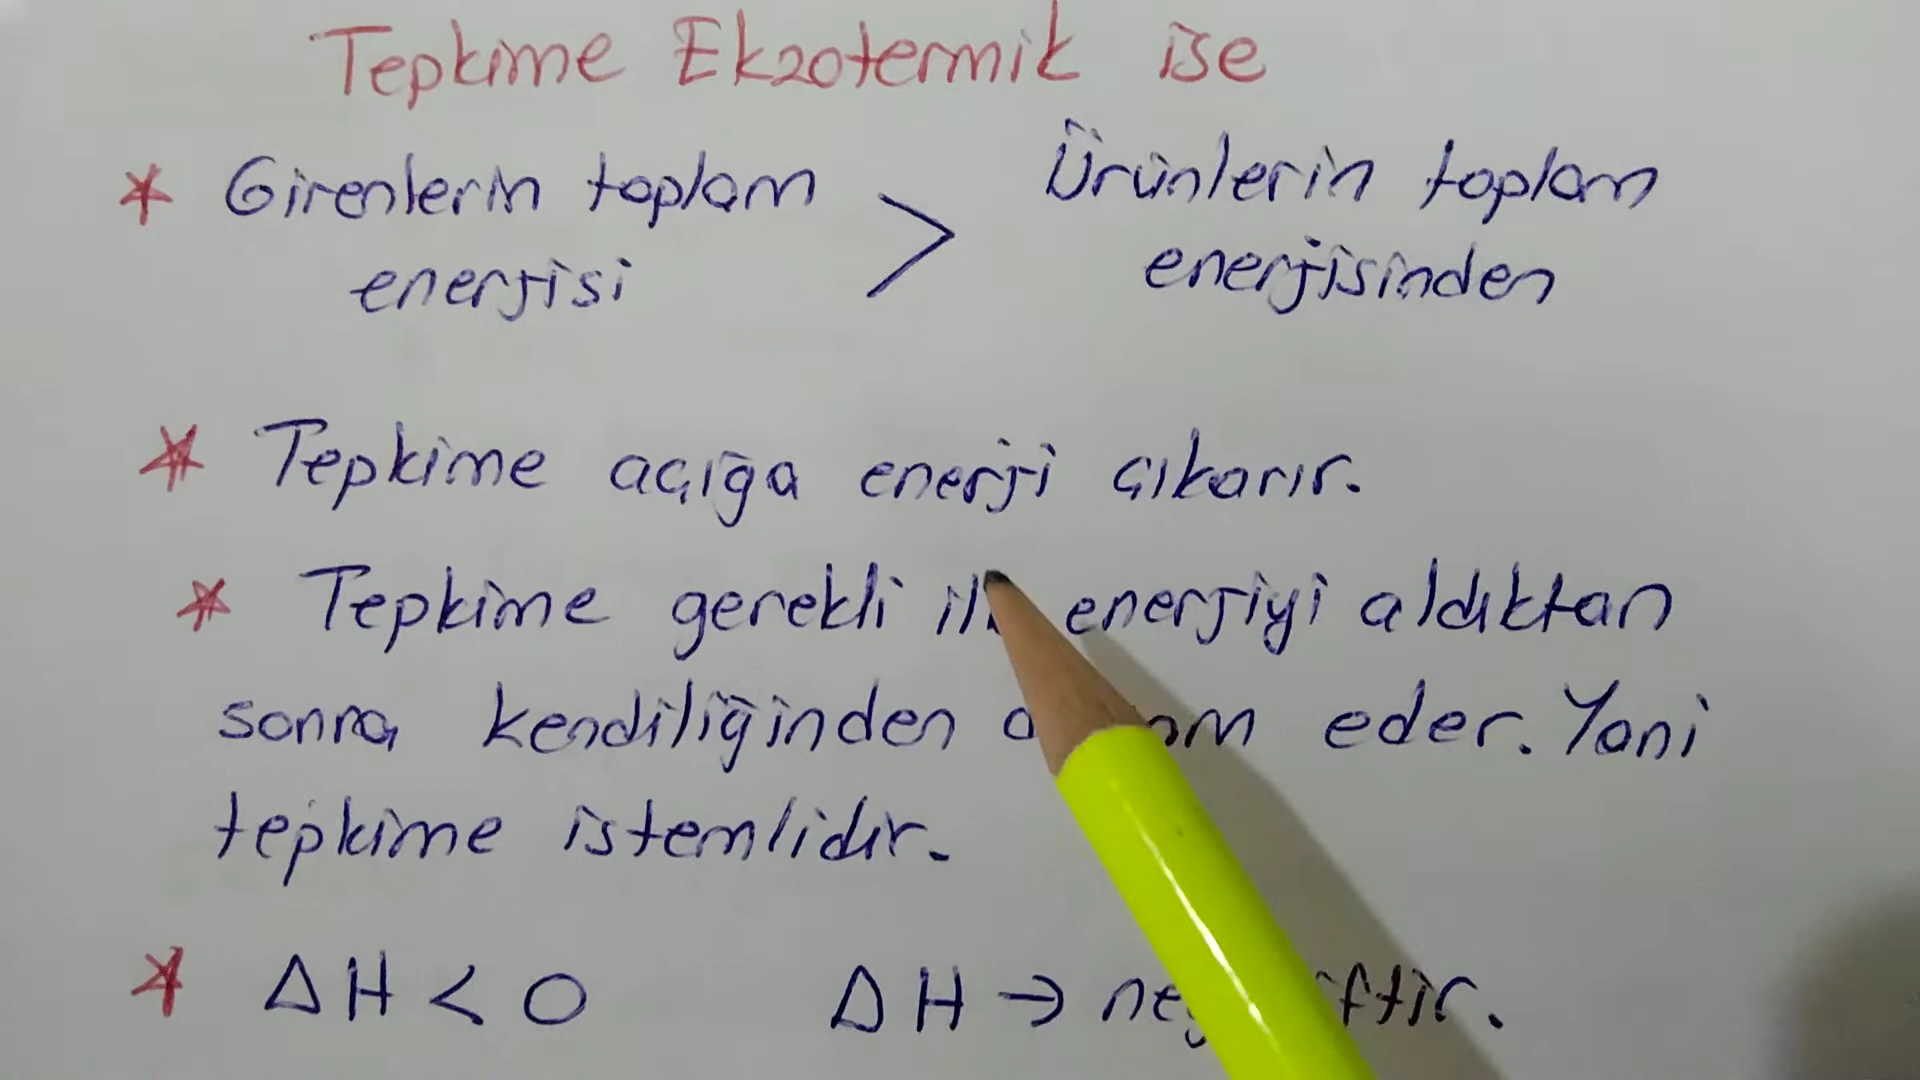 Tepkime Ekzotermik ise
* Girenlerin toplam > Ürünlerin toplam
enerjisi enerjisinden
* Tepkime açığa enerji çıkarır.
* Tepkime gerekli enerjiyi aldıktan
sonra kendiliğinden eder. Yani
tepkime istemlidir.
* ΔH < 0 ΔH →